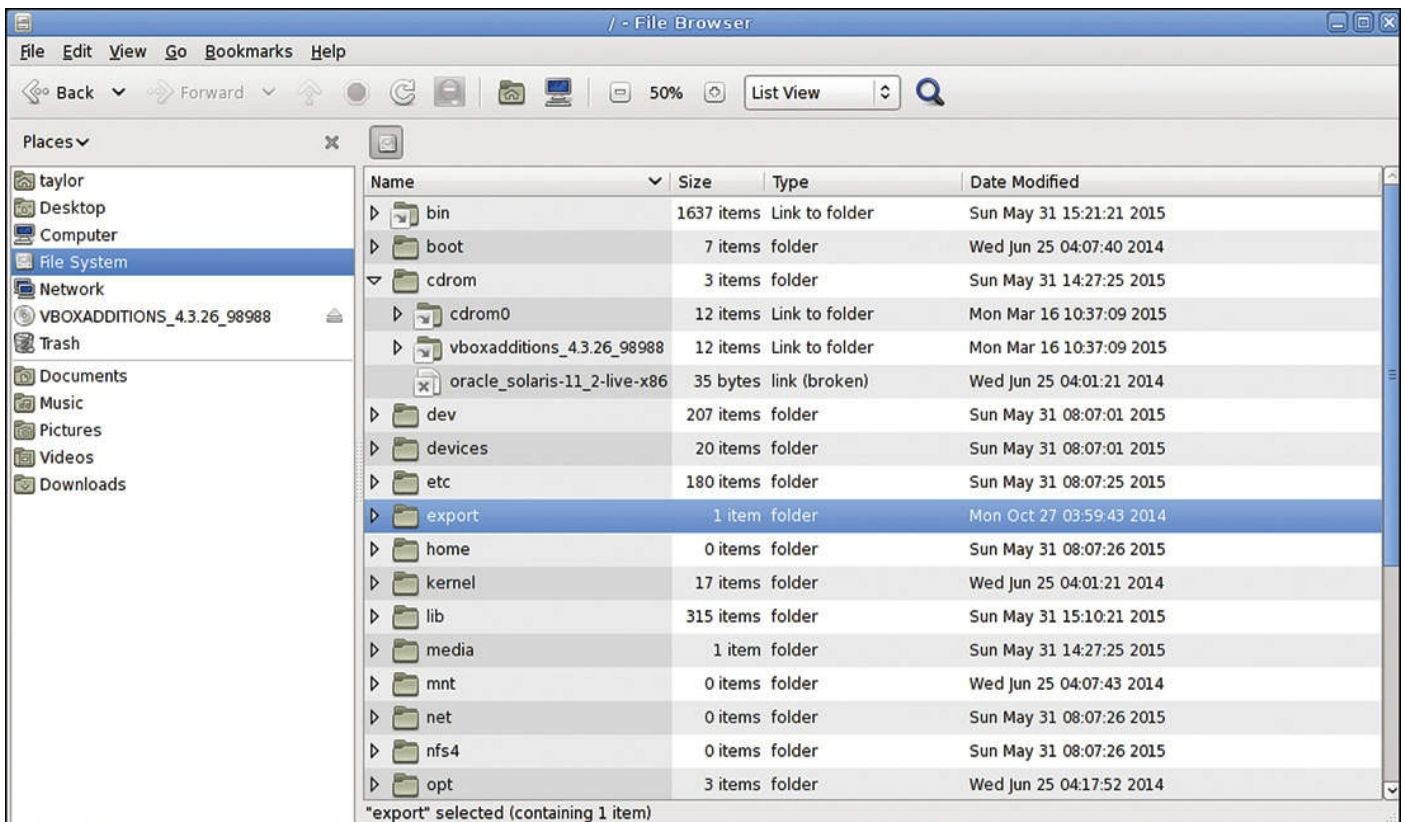 / - File Browser
File Edit View Go Bookmarks Help
Back Forward 50% List View
Places
taylor
Desktop
Computer
File System
Network
VBOXADDITIONS_4.3.26_98988
Trash
Documents
Music
Pictures
Videos
Downloads
Name Size Type Date Modified
bin 1637 items Link to folder Sun May 31 15:21:21 2015
boot 7 items folder Wed Jun 25 04:07:40 2014
cdrom 3 items folder Sun May 31 14:27:25 2015
cdrom0 12 items Link to folder Mon Mar 16 10:37:09 2015
vboxadditions_4.3.26_98988 12 items Link to folder Mon Mar 16 10:37:09 2015
oracle_solaris-11_2-live-x86 35 bytes link (broken) Wed Jun 25 04:01:21 2014
dev 207 items folder Sun May 31 08:07:01 2015
devices 20 items folder Sun May 31 08:07:01 2015
etc 180 items folder Sun May 31 08:07:25 2015
export 1 item folder Mon Oct 27 03:59:43 2014
home 0 items folder Sun May 31 08:07:26 2015
kernel 17 items folder Wed Jun 25 04:01:21 2014
lib 315 items folder Sun May 31 15:10:21 2015
media 1 item folder Sun May 31 14:27:25 2015
mnt 0 items folder Wed Jun 25 04:07:43 2014
net 0 items folder Sun May 31 08:07:26 2015
nfs4 0 items folder Sun May 31 08:07:26 2015
opt 3 items folder Wed Jun 25 04:17:52 2014
"export" selected (containing 1 item)